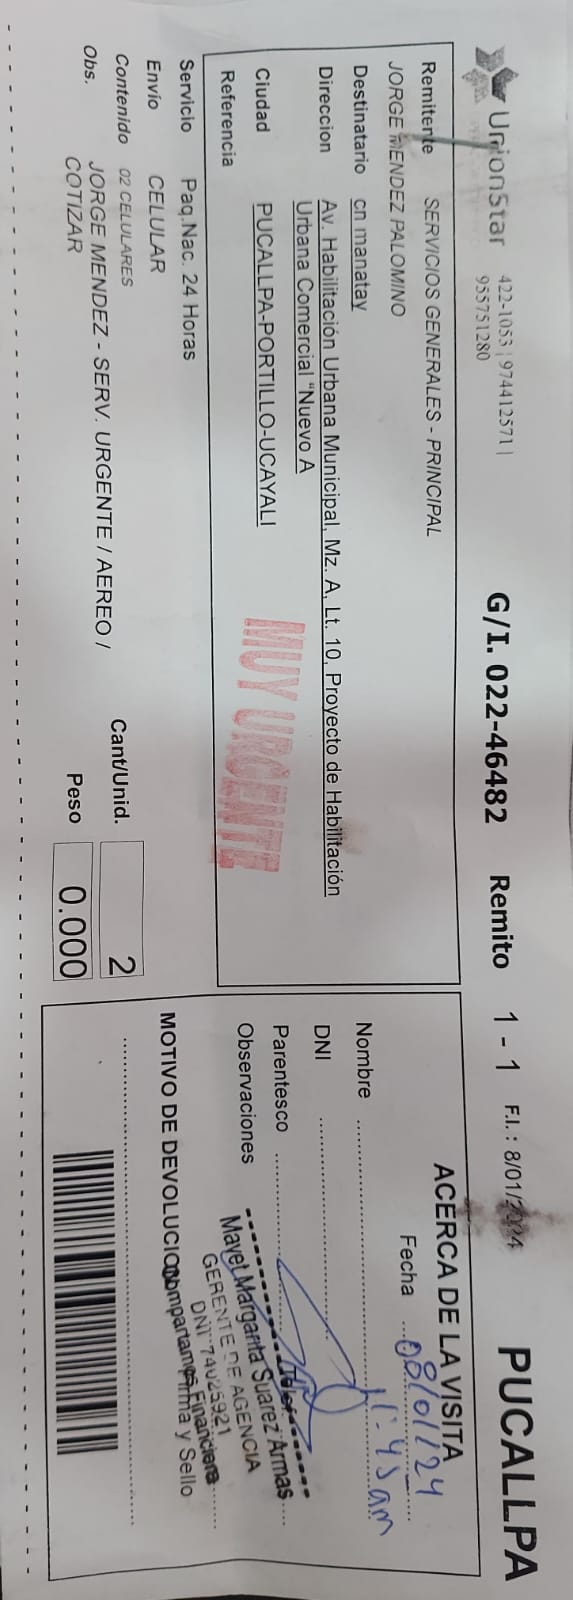 UnionStar
422-1053 | 974412571 |
955751280
G/I. 022-46482 Remito 1 - 1 F.I. : 8/01/2024 PUCALLPA
Remitente SERVICIOS GENERALES - PRINCIPAL
JORGE MENDEZ PALOMINO
Destinatario cn manatay
Direccion Av. Habilitación Urbana Municipal, Mz. A, Lt. 10, Proyecto de Habilitación
Urbana Comercial "Nuevo A
Ciudad PUCALLPA-PORTILLO-UCAYALI
Referencia
MUY URGENTE
Servicio Paq.Nac. 24 Horas
Envío CELULAR
Contenido 02 CELULARES
Obs. JORGE MENDEZ - SERV. URGENTE / AEREO /
COTIZAR
Cant/Unid. 2
Peso 0.000
ACERCA DE LA VISITA
Fecha 08/01/24
Nombre
11:45am
DNI
Parentesco
Observaciones
Mayet Margarita Suarez Armas
GERENTE DE AGENCIA
DNI 74025921
Compartamos Financiera
MOTIVO DE DEVOLUCION
Firma y Sello